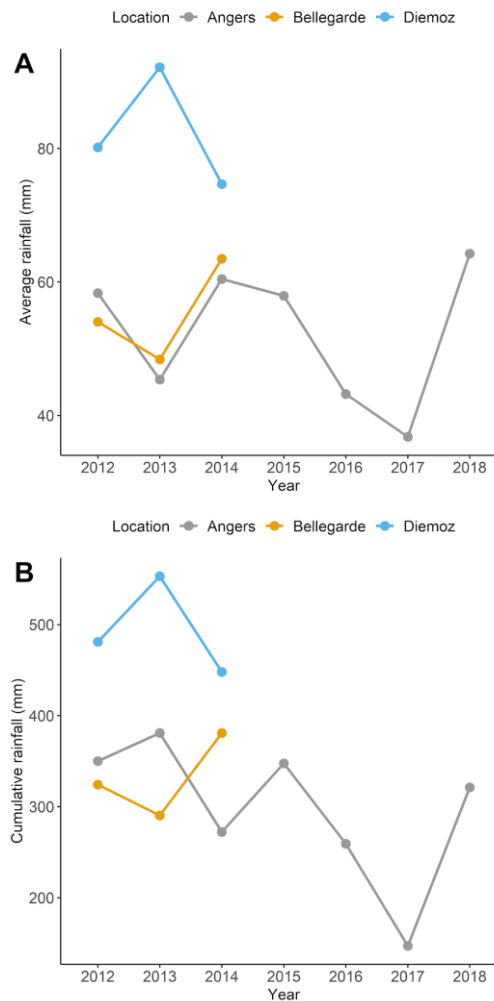 Location Angers Bellegarde Diemoz
A
Average rainfall (mm)
80
60
40
2012 2013 2014 2015 2016 2017 2018
Year
Location Angers Bellegarde Diemoz
B
Cumulative rainfall (mm)
500
400
300
200
2012 2013 2014 2015 2016 2017 2018
Year